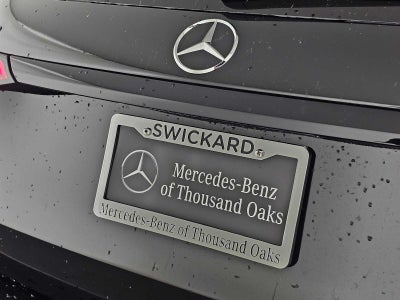 SWICKARD
Mercedes-Benz
of Thousand Oaks
Mercedes-Benz of Thousand Oaks